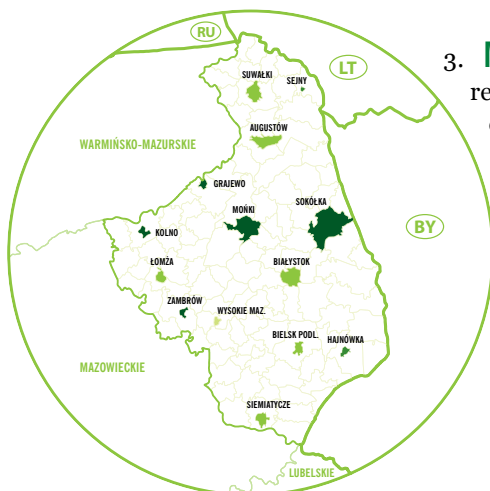 RU
LT
3. N
re
SUWAŁKI
SEJNY
AUGUSTÓW
WARMIŃSKO-MAZURSKIE
GRAJEWO
MOŃKI
SOKÓŁKA
KOLNO
BY
ŁOMŻA
BIAŁYSTOK
ZAMBRÓW
WYSOKIE MAZ.
BIELSK PODL.
HAJNÓWKA
MAZOWIECKIE
SIEMIATYCZE
LUBELSKIE